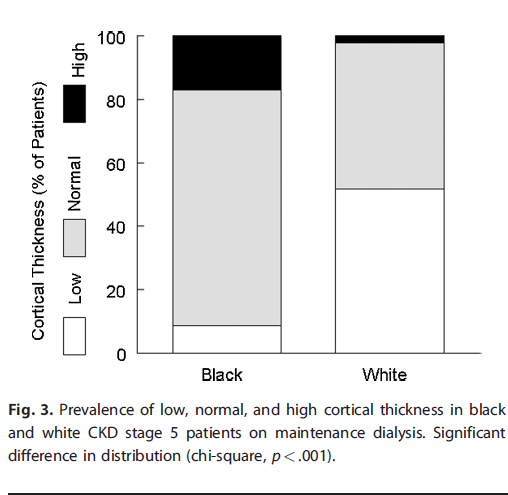 100
80
60
40
20
0
Cortical Thickness (% of Patients)
Low
Normal
High
Black
White
Fig. 3. Prevalence of low, normal, and high cortical thickness in black
and white CKD stage 5 patients on maintenance dialysis. Significant
difference in distribution (chi-square, p < .001).